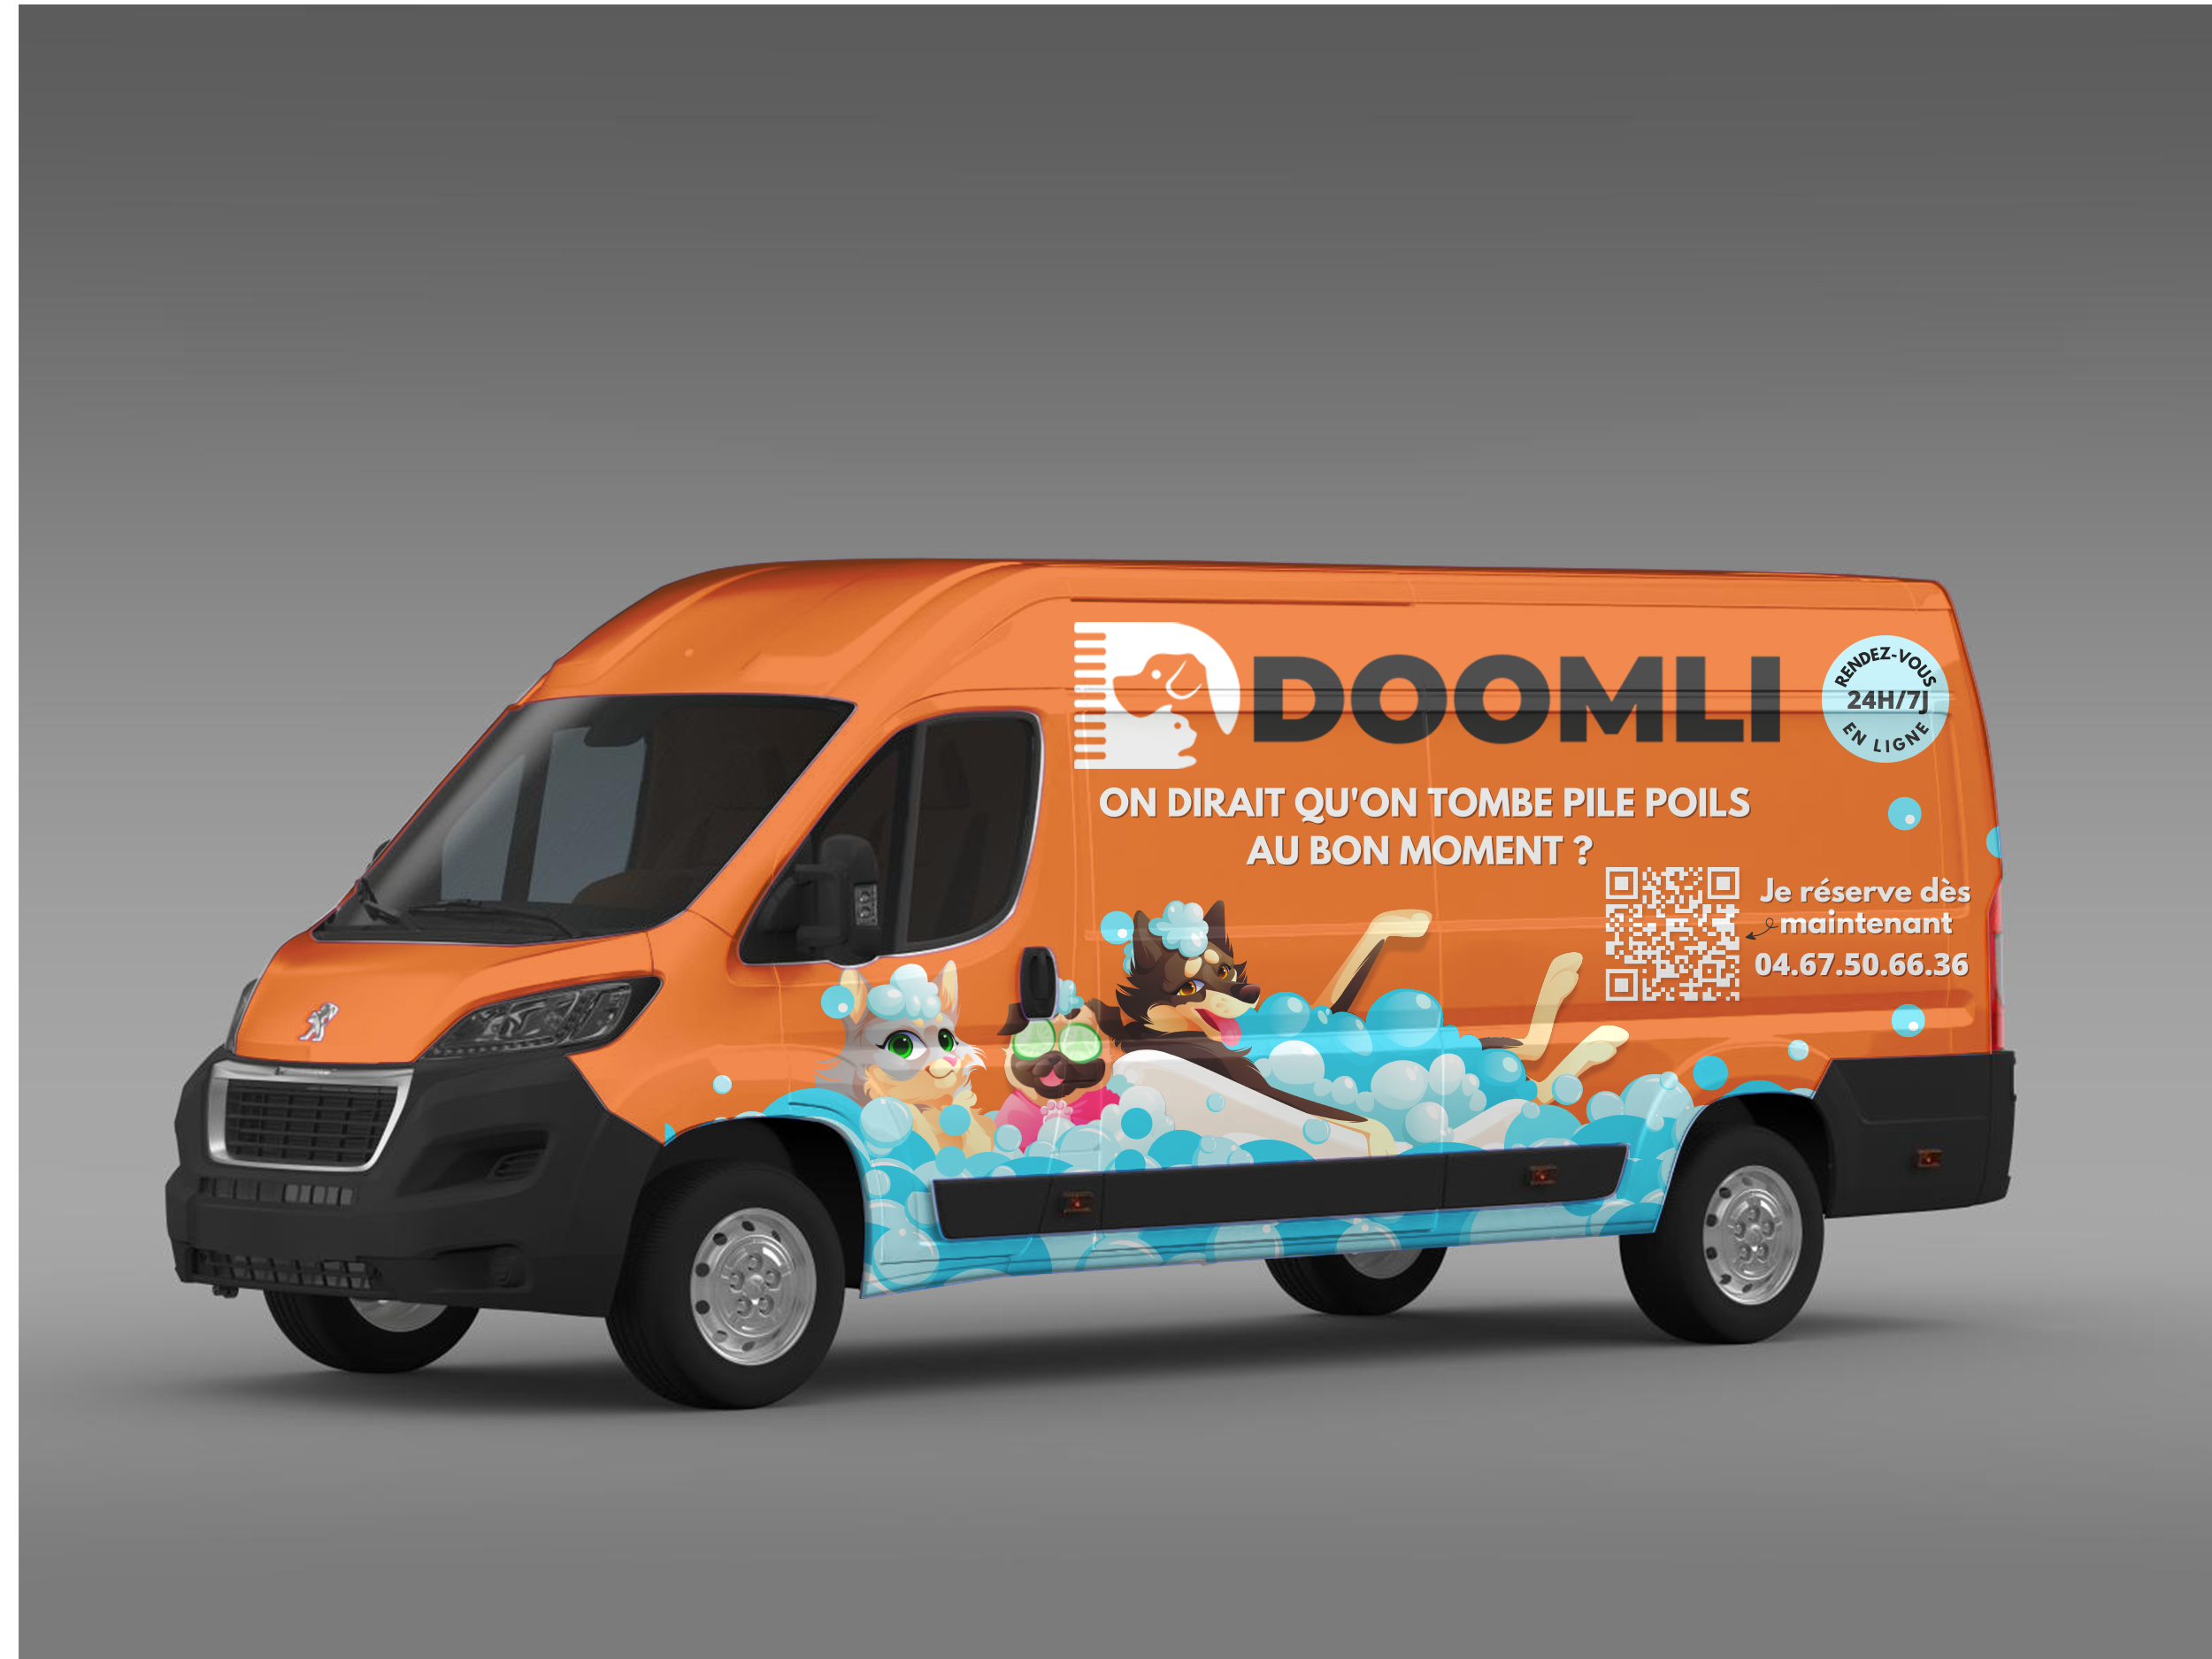 DOOMLI
RENDEZ-VOUS
24H/7J
EN LIGNE
ON DIRAIT QU'ON TOMBE PILE POILS
AU BON MOMENT ?
Je réserve dès
maintenant
04.67.50.66.36